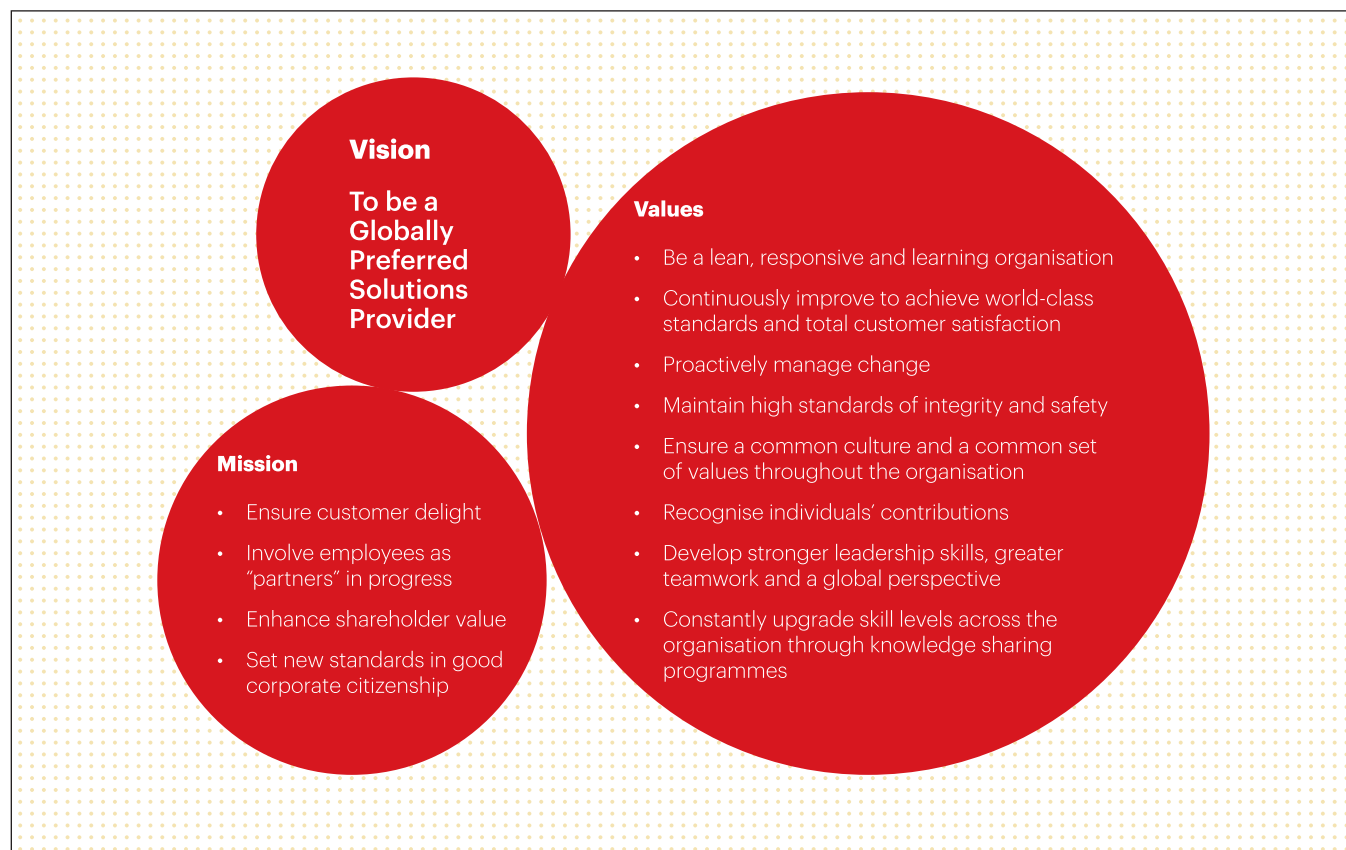 Vision
To be a
Globally
Preferred
Solutions
Provider
Mission
• Ensure customer delight
• Involve employees as
“partners” in progress
• Enhance shareholder value
• Set new standards in good
corporate citizenship
Values
• Be a lean, responsive and learning organisation
• Continuously improve to achieve world-class
standards and total customer satisfaction
• Proactively manage change
• Maintain high standards of integrity and safety
• Ensure a common culture and a common set
of values throughout the organisation
• Recognise individuals’ contributions
• Develop stronger leadership skills, greater
teamwork and a global perspective
• Constantly upgrade skill levels across the
organisation through knowledge sharing
programmes